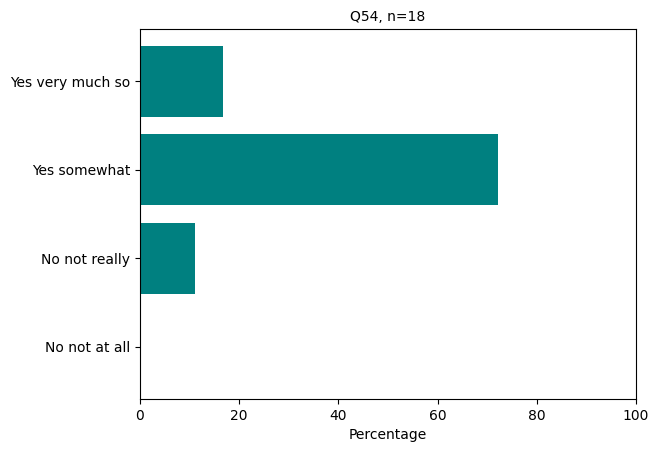 Q54, n=18
Yes very much so
Yes somewhat
No not really
No not at all
0 20 40 60 80 100
Percentage